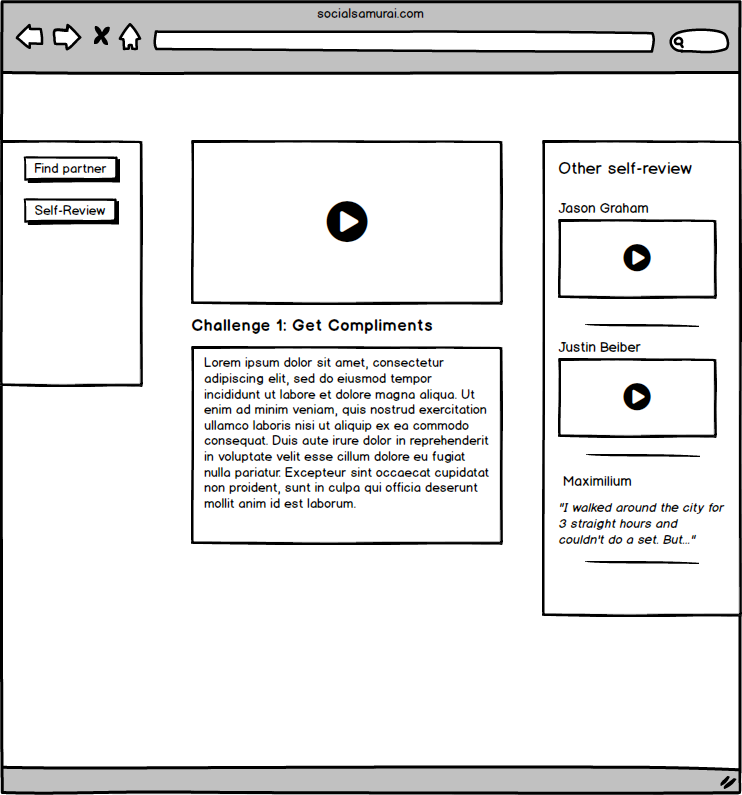 socialsamurai.com
Find partner
Self-Review
Challenge 1: Get Compliments
Lorem ipsum dolor sit amet, consectetur
adipiscing elit, sed do eiusmod tempor
incididunt ut labore et dolore magna aliqua. Ut
enim ad minim veniam, quis nostrud exercitation
ullamco laboris nisi ut aliquip ex ea commodo
consequat. Duis aute irure dolor in reprehenderit
in voluptate velit esse cillum dolore eu fugiat
nulla pariatur. Excepteur sint occaecat cupidatat
non proident, sunt in culpa qui officia deserunt
mollit anim id est laborum.
Other self-review
Jason Graham
Justin Beiber
Maximilium
"I walked around the city for
3 straight hours and
couldn't do a set. But..."